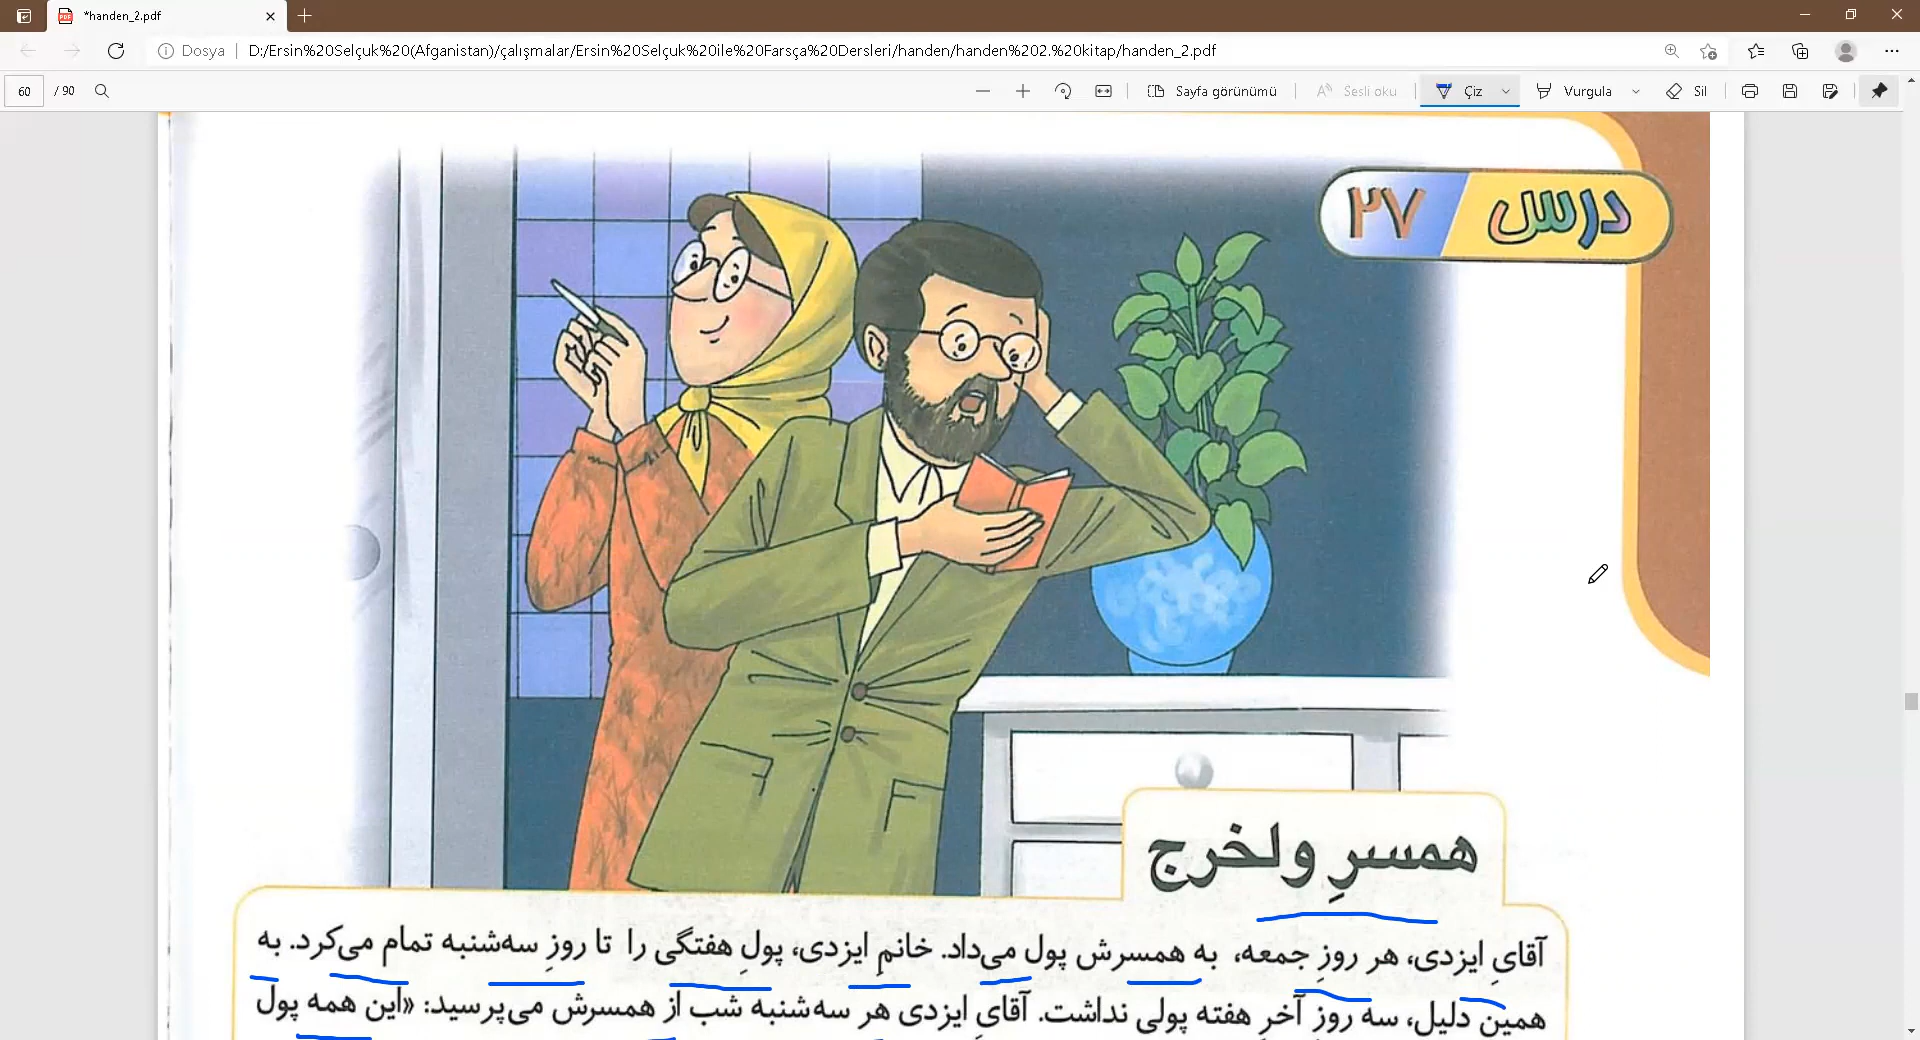 *handen_2.pdf
Dosya
D:/Ersin%20Selçuk%20(Afganistan)/çalışmalar/Ersin%20Selçuk%20ile%20Farsça%20Dersleri/handen/handen%202.%20kitap/handen_2.pdf
60 / 90
Sayfa görünümü
Sesli oku
Çiz
Vurgula
Sil
درس ۲۷
همسرِ ولخرج
آقایِ ایزدی، هر روزِ جمعه، به همسرش پول می‌داد. خانمِ ایزدی، پولِ هفتگی را تا روزِ سه‌شنبه تمام می‌کرد. به
همین دلیل، سه روزِ آخرِ هفته پولی نداشت. آقایِ ایزدی هر سه‌شنبه شب از همسرش می‌پرسید: «این همه پول